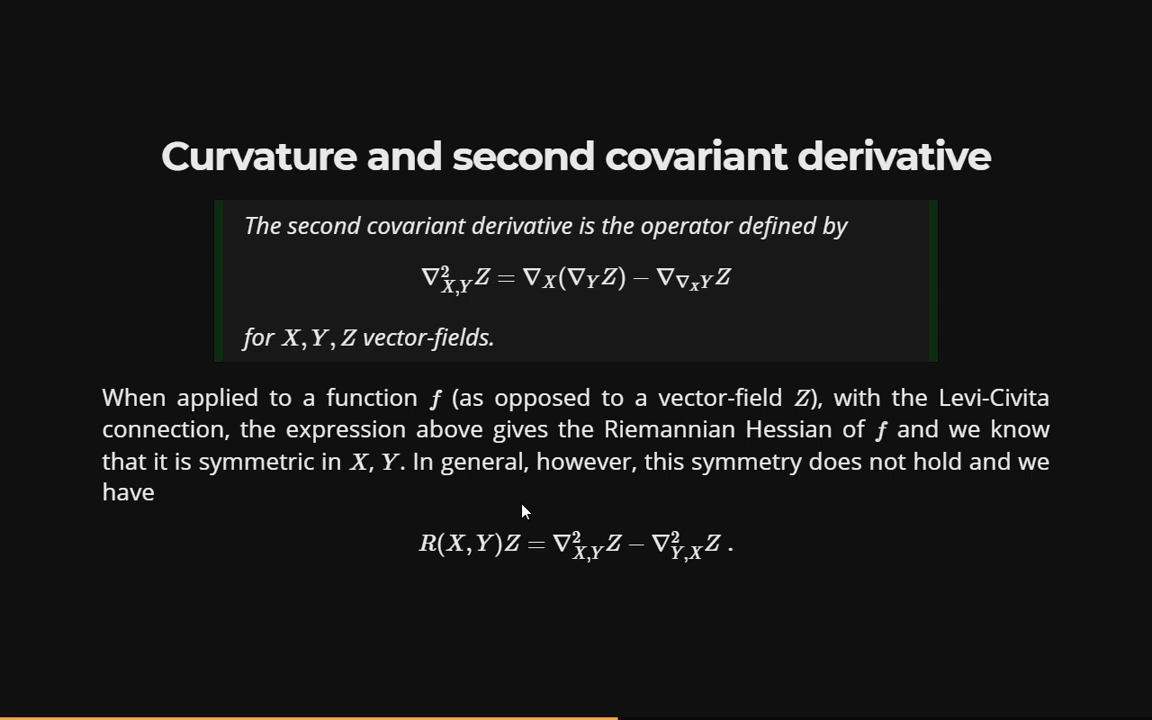 Curvature and second covariant derivative
The second covariant derivative is the operator defined by
∇²_{X,Y}Z = ∇_X(∇_YZ) − ∇_{∇_XY}Z
for X, Y, Z vector-fields.
When applied to a function f (as opposed to a vector-field Z), with the Levi-Civita
connection, the expression above gives the Riemannian Hessian of f and we know
that it is symmetric in X, Y. In general, however, this symmetry does not hold and we
have
R(X, Y)Z = ∇²_{X,Y}Z − ∇²_{Y,X}Z .